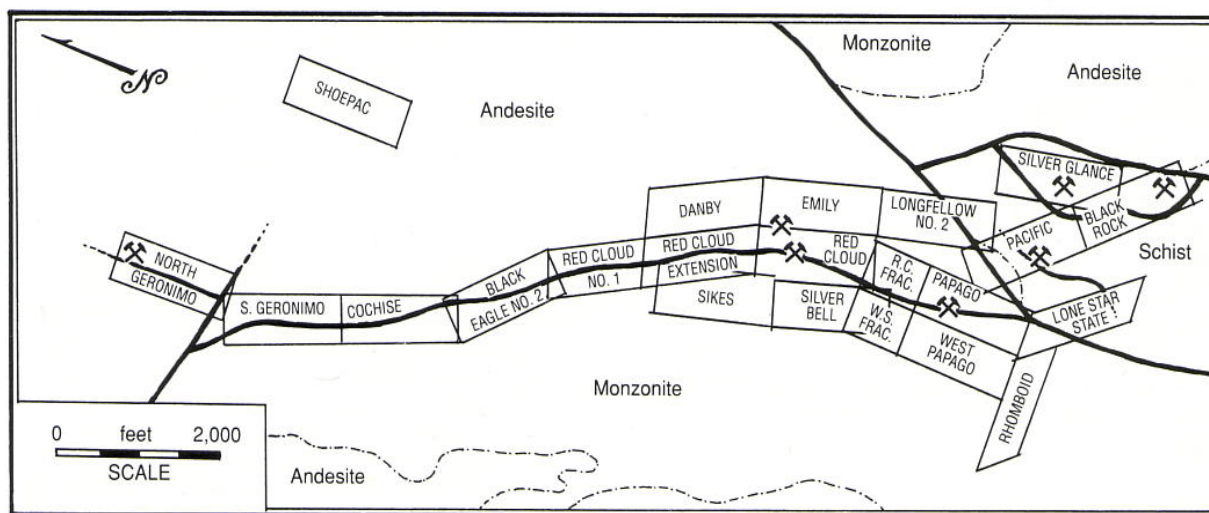 N
SHOEPAC
Andesite
Monzonite
Andesite
SILVER GLANCE
DANBY
EMILY
LONGFELLOW
NO. 2
PACIFIC
BLACK
ROCK
Schist
NORTH
GERONIMO
RED CLOUD
NO. 1
RED CLOUD
EXTENSION
RED
CLOUD
R.C.
FRAC.
PAPAGO
BLACK
EAGLE NO. 2
S. GERONIMO
COCHISE
SIKES
SILVER
BELL
W.S.
FRAC.
WEST
PAPAGO
LONE STAR
STATE
RHOMBOID
Monzonite
Andesite
0 feet 2,000
SCALE